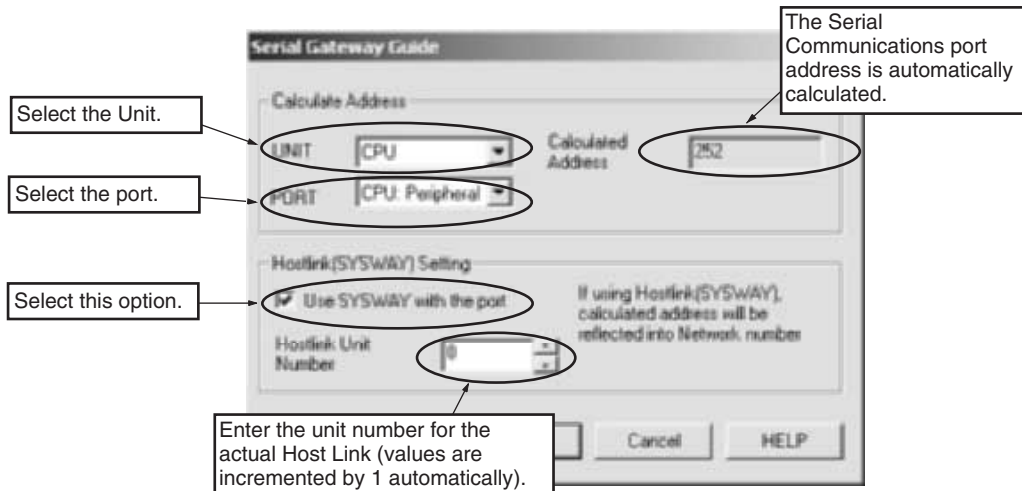 The Serial
Communications port
address is automatically
calculated.
Serial Gateway Guide
Calculate Address
Select the Unit.
UNIT
CPU
Calculated
Address
252
Select the port.
PORT
CPU: Peripheral
Hostlink(SYSWAY) Setting
Select this option.
Use SYSWAY with the port
If using Hostlink(SYSWAY),
calculated address will be
reflected into Network number
Hostlink Unit
Number
0
Enter the unit number for the
actual Host Link (values are
incremented by 1 automatically).
Cancel
HELP